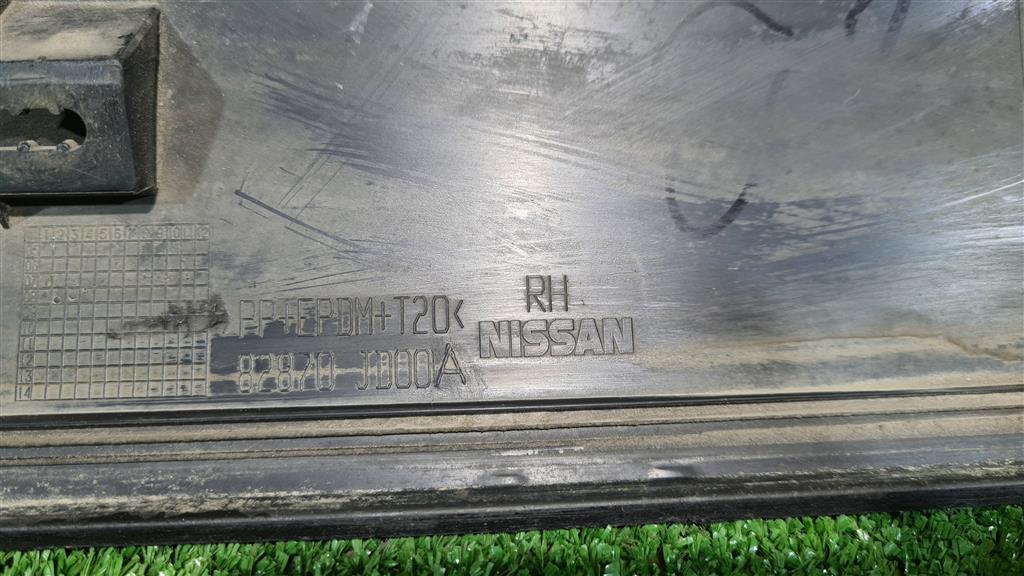 RH
PP+EPDM+T20<
NISSAN
82870 JD00A